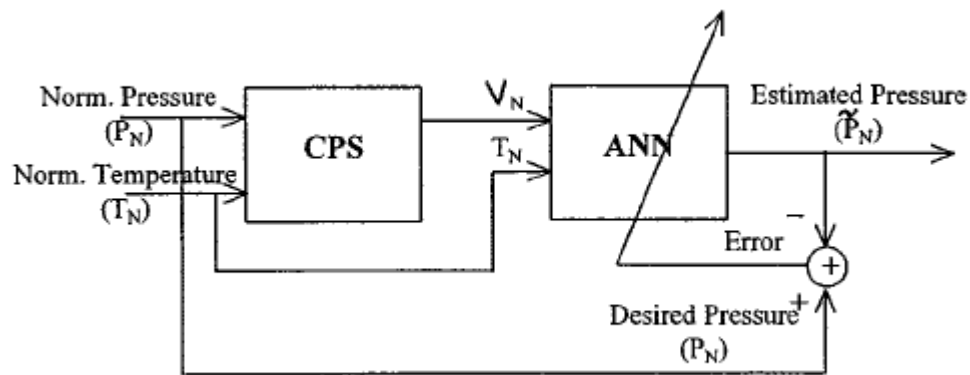 Norm. Pressure
(P_N)
Norm. Temperature
(T_N)
CPS
V_N
T_N
ANN
Estimated Pressure
(P̃_N)
−
Error
+
+
Desired Pressure
(P_N)